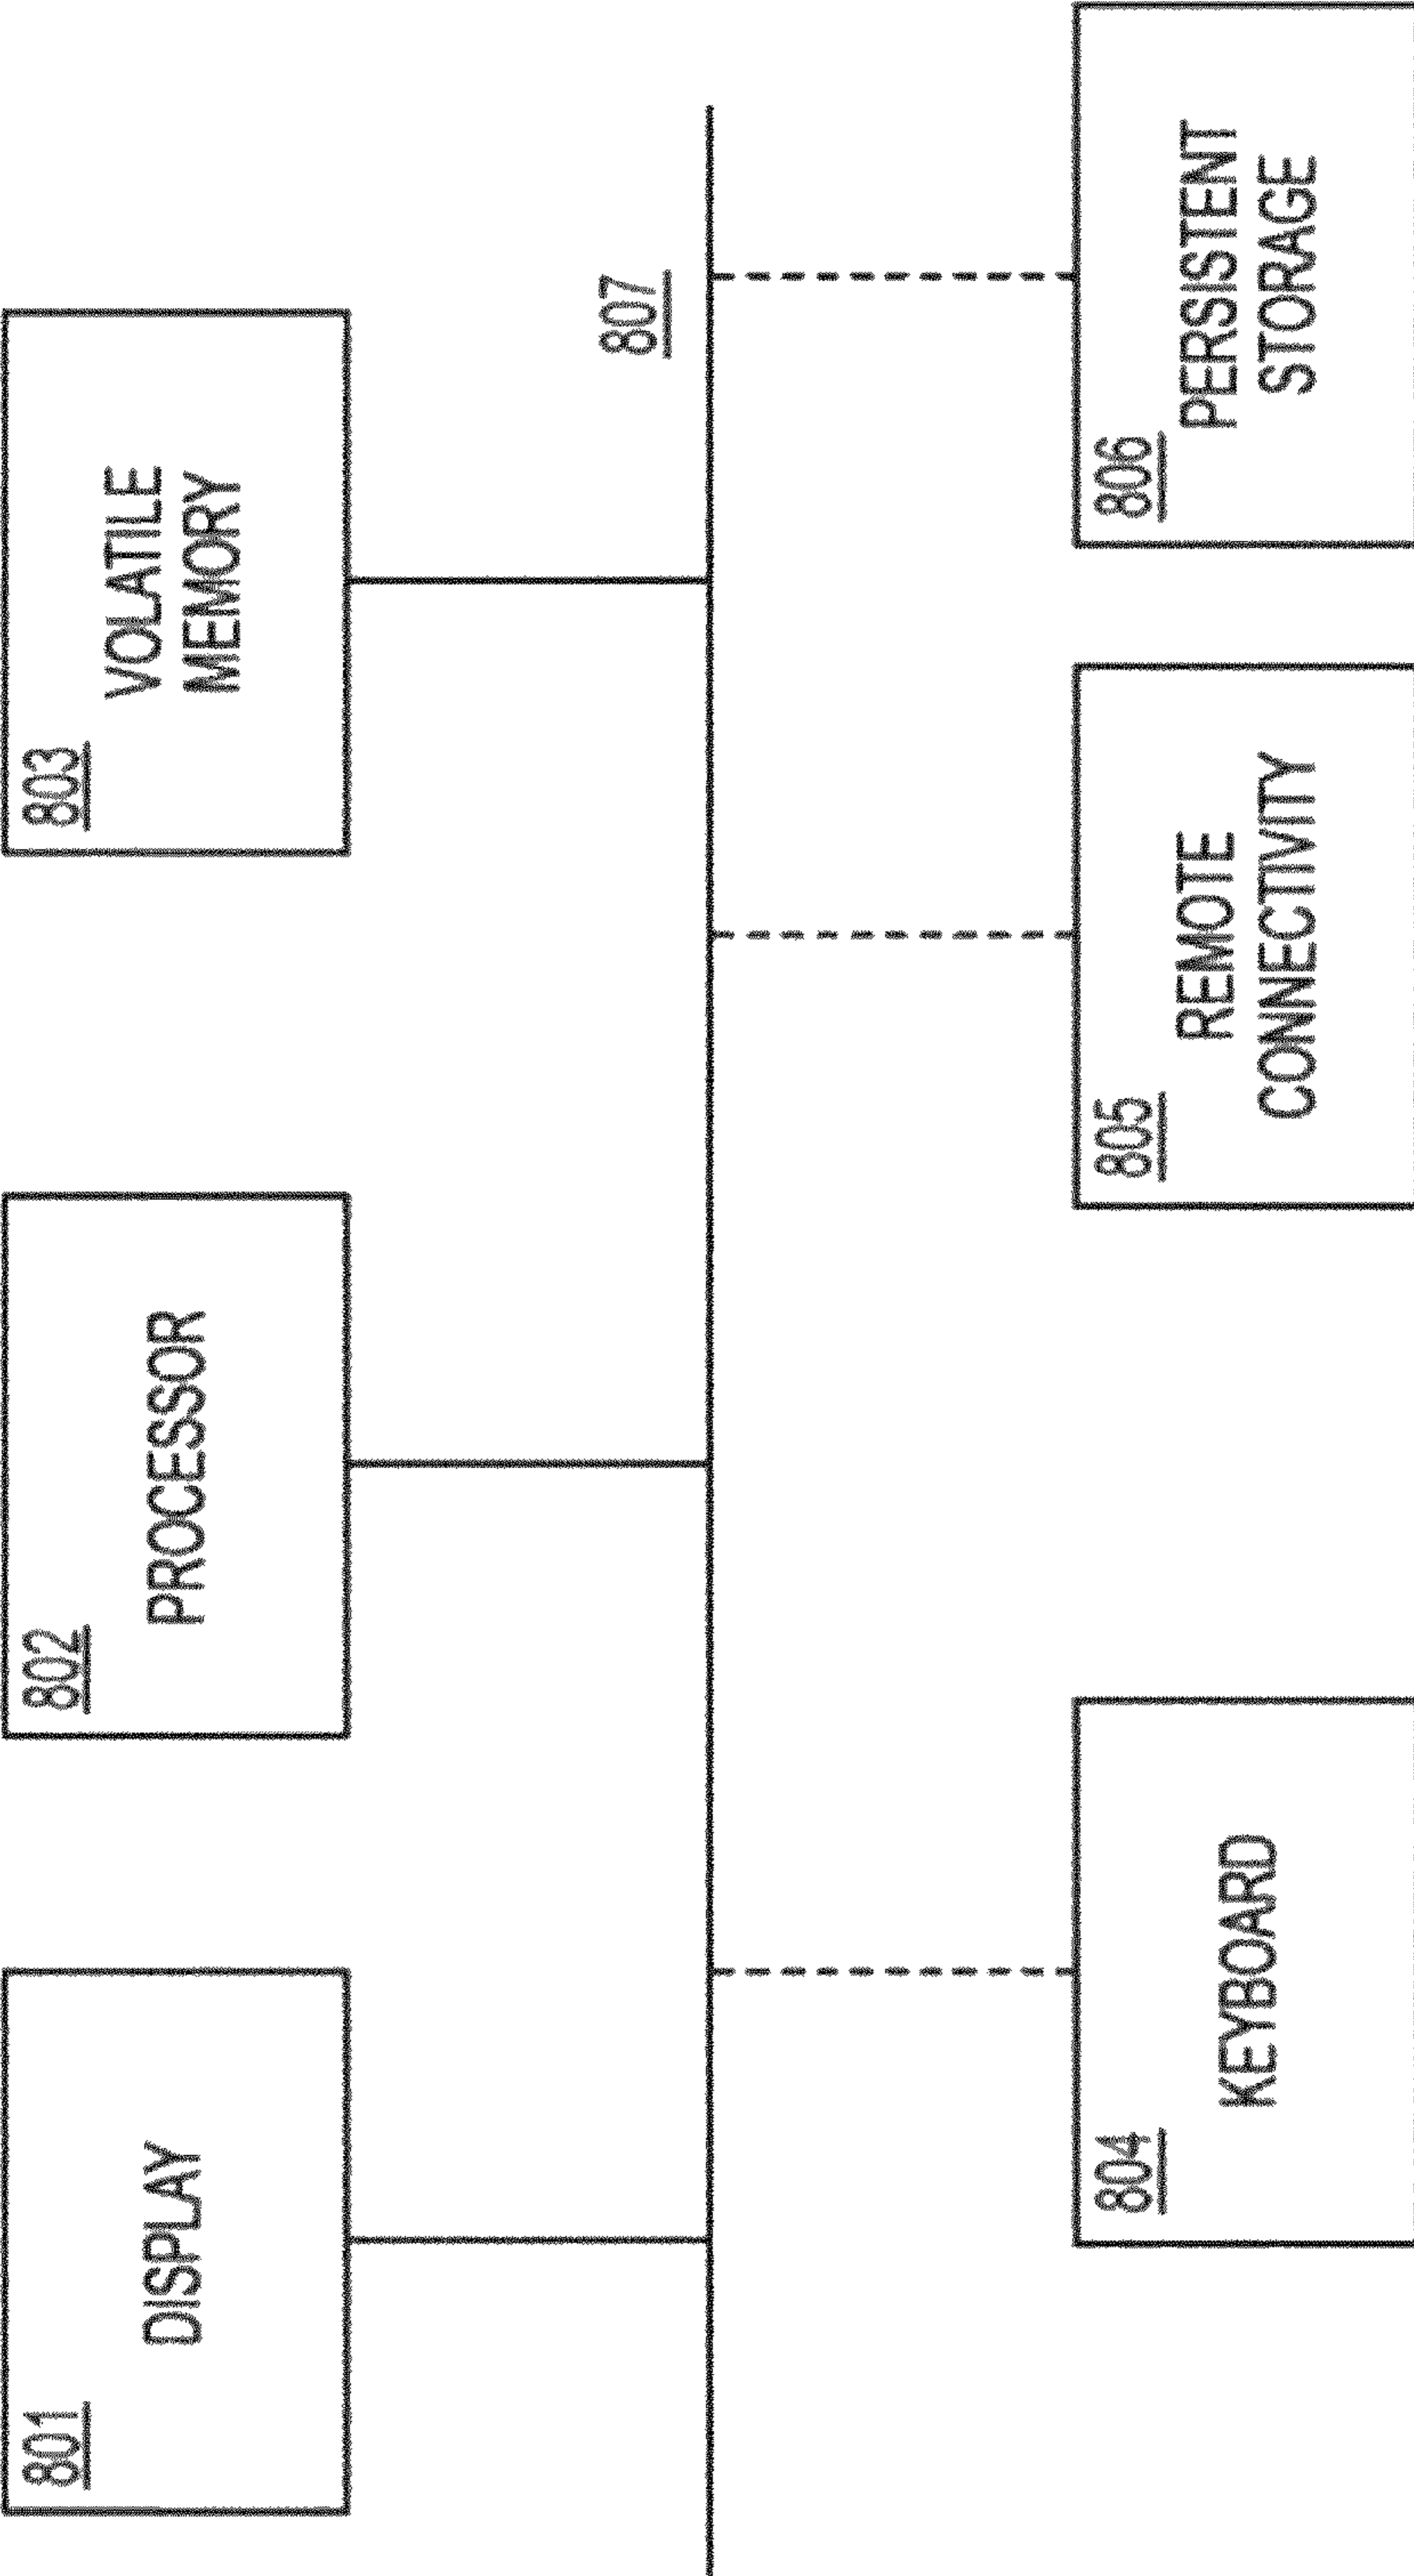 801
DISPLAY
802
PROCESSOR
803
VOLATILE
MEMORY
807
804
KEYBOARD
805
REMOTE
CONNECTIVITY
806
PERSISTENT
STORAGE